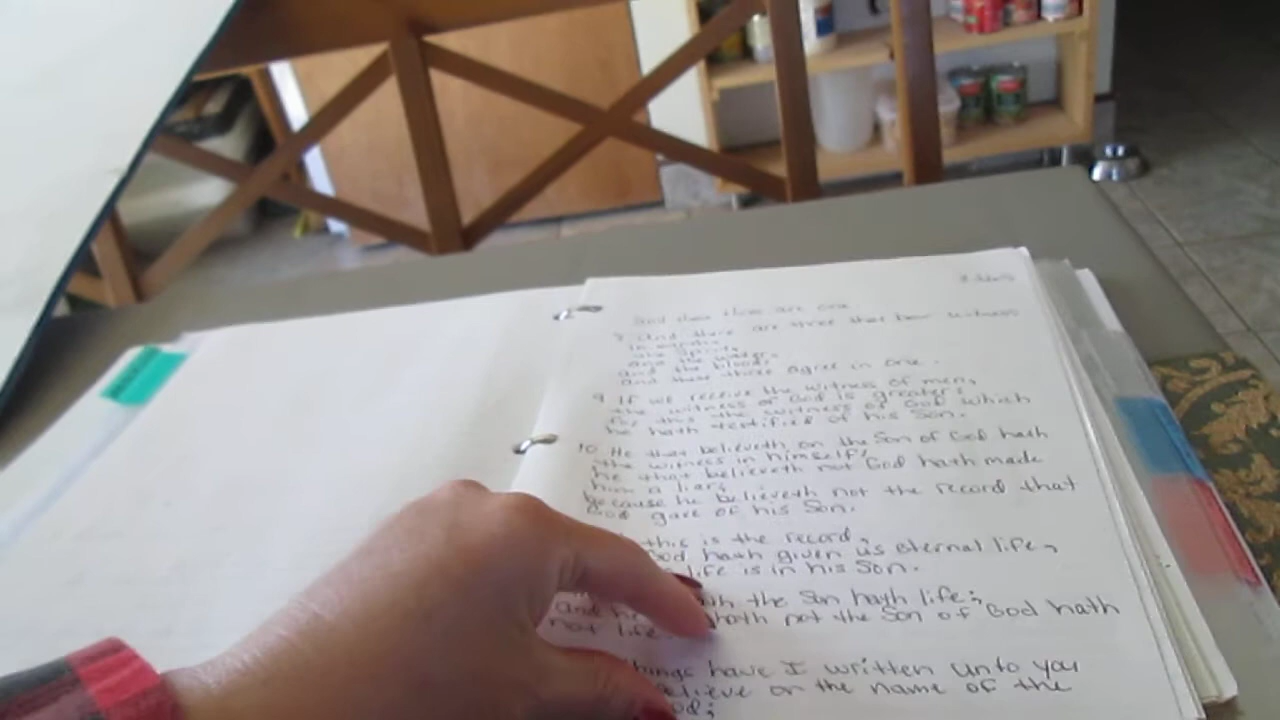 and these three are one
8 And there are three that bear witness
in earth,
the Spirit,
and the water,
and the blood;
and these three agree in one.
9 If we receive the witness of men,
the witness of God is greater:
for this the witness of God which
he hath testified of his Son.
10 He that believeth on the Son of God hath
the witness in himself;
he that believeth not God hath made
him a liar;
because he believeth not the record that
God gave of his Son.
this is the record,
God hath given us eternal life,
life is in his Son.
the Son hath life;
and hath not the Son of God hath
not life.
things have I written unto you
believe on the name of the